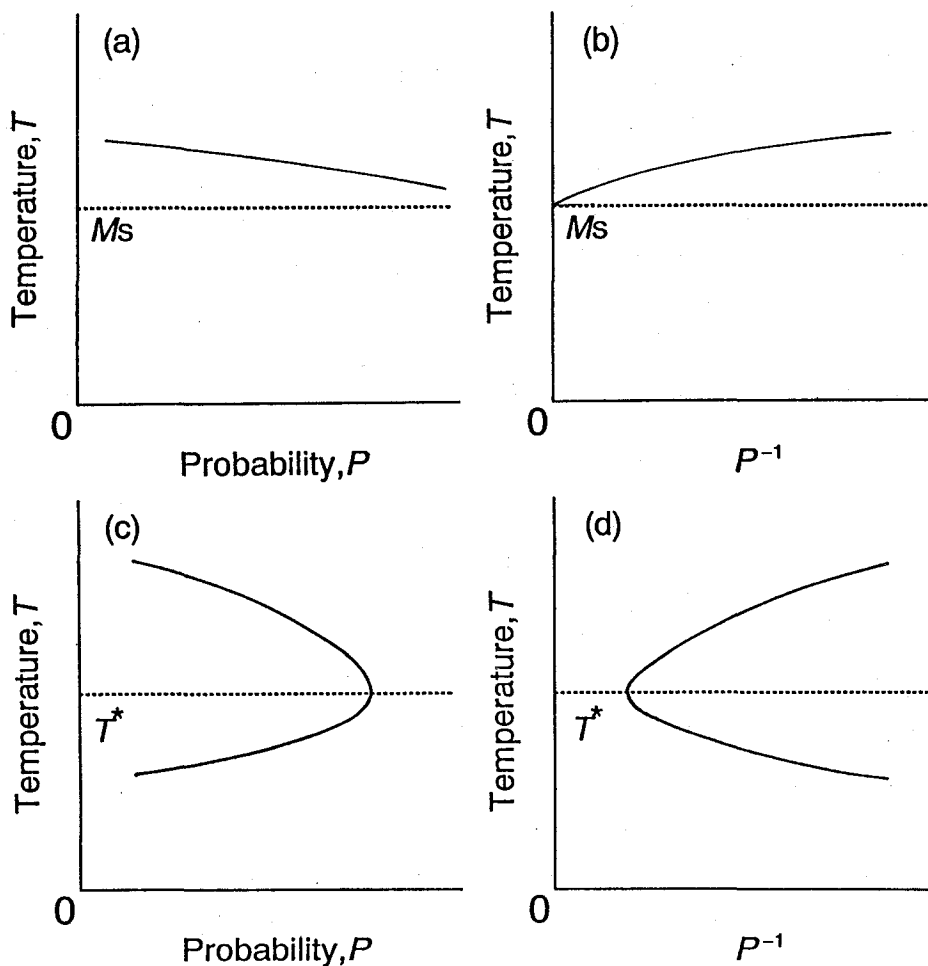 (a)
Temperature, T
Ms
0
Probability, P
(b)
Temperature, T
Ms
0
P⁻¹
(c)
Temperature, T
T*
0
Probability, P
(d)
Temperature, T
T*
0
P⁻¹